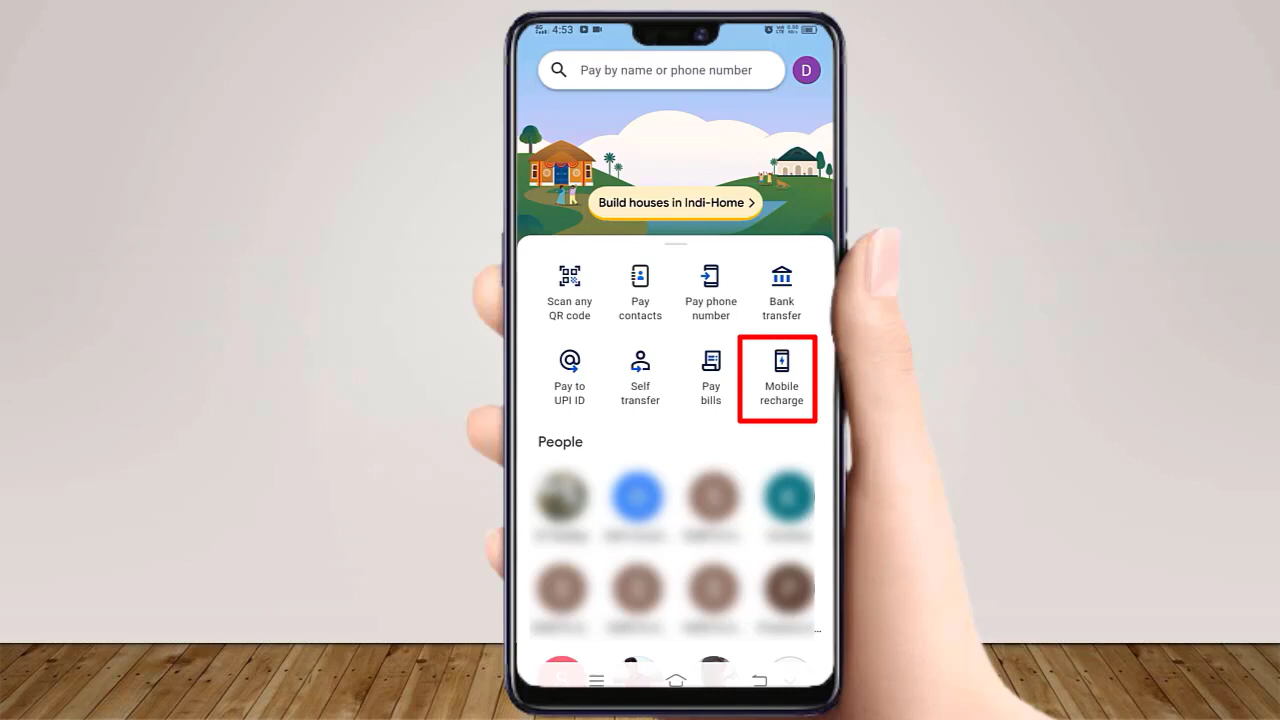 4G 4:53
Pay by name or phone number
D
Build houses in Indi-Home >
Scan any
QR code
Pay
contacts
Pay phone
number
Bank
transfer
Pay to
UPI ID
Self
transfer
Pay
bills
Mobile
recharge
People